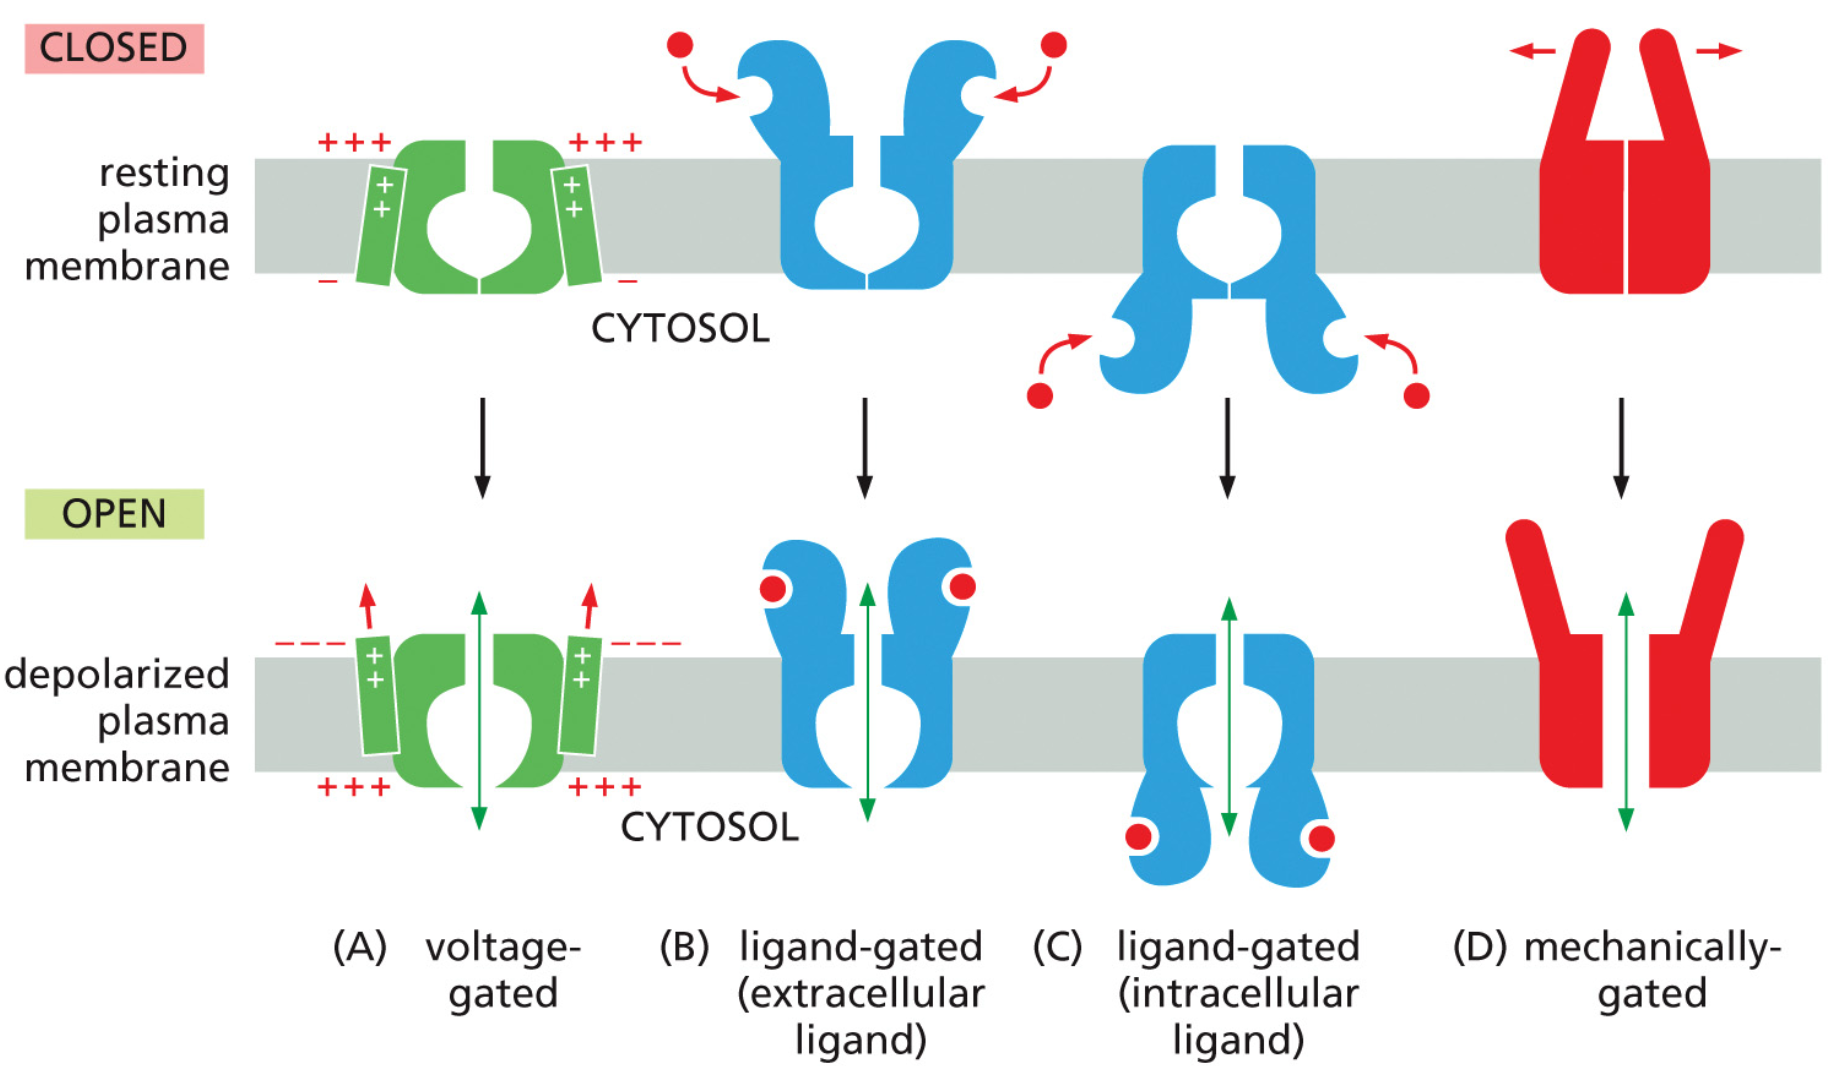 CLOSED
+++ +++
resting
plasma
membrane
+
+
+
+
− −
CYTOSOL
OPEN
−−− −−−
depolarized
plasma
membrane
+
+
+
+
+++ +++
CYTOSOL
(A) voltage-
gated
(B) ligand-gated
(extracellular
ligand)
(C) ligand-gated
(intracellular
ligand)
(D) mechanically-
gated